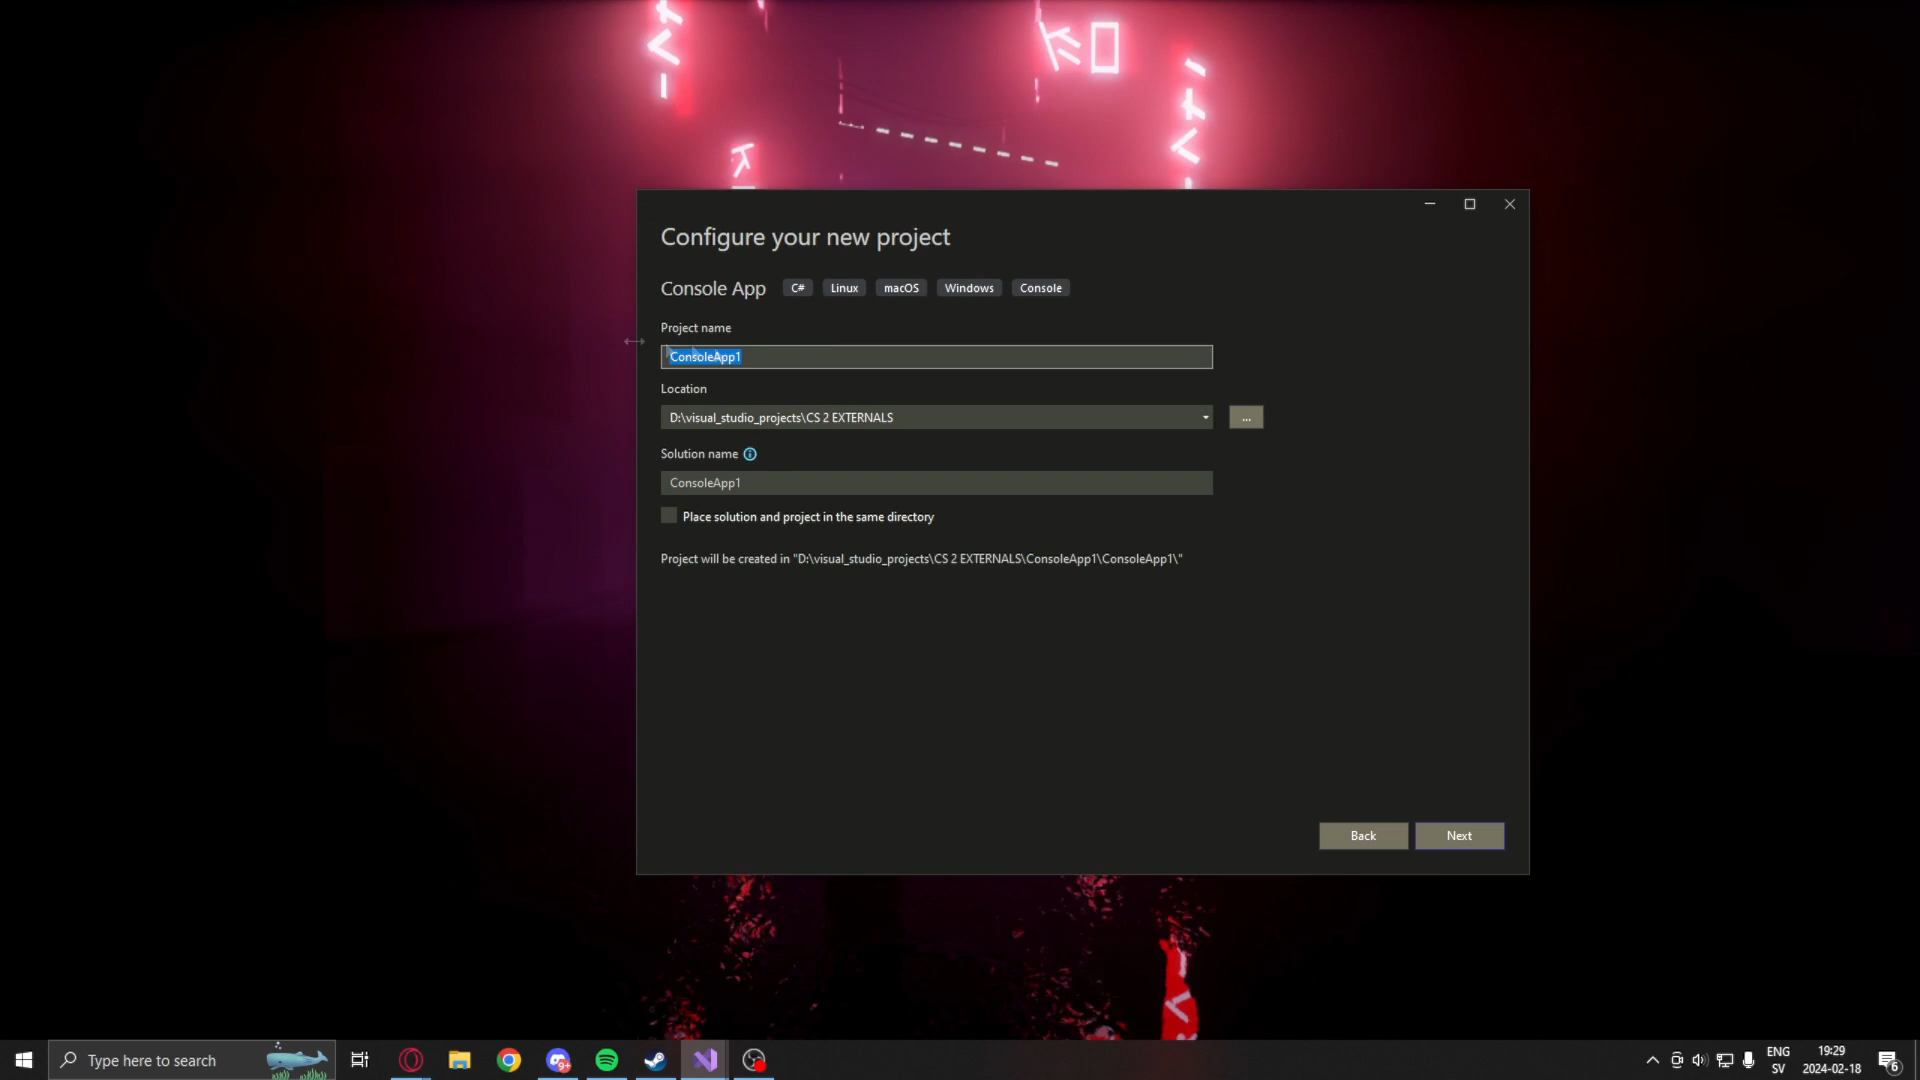 Configure your new project
Console App C# Linux macOS Windows Console
Project name
ConsoleApp1
Location
D:\visual_studio_projects\CS 2 EXTERNALS
...
Solution name
ConsoleApp1
Place solution and project in the same directory
Project will be created in "D:\visual_studio_projects\CS 2 EXTERNALS\ConsoleApp1\ConsoleApp1\"
Back Next
Type here to search
9+
ENG
SV
19:29
2024-02-18
6